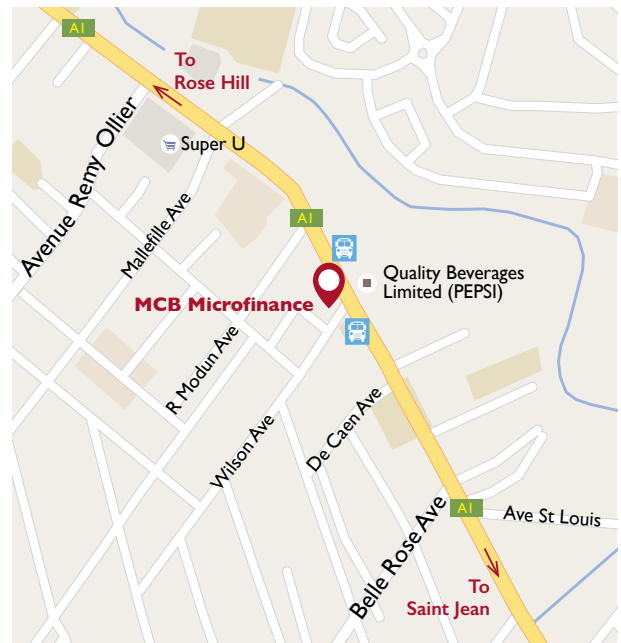 A1
To
Rose Hill
Super U
Avenue Remy Ollier
Mallefille Ave
A1
Quality Beverages
Limited (PEPSI)
MCB Microfinance
R Modun Ave
Wilson Ave
De Caen Ave
Belle Rose Ave
A1
Ave St Louis
To
Saint Jean